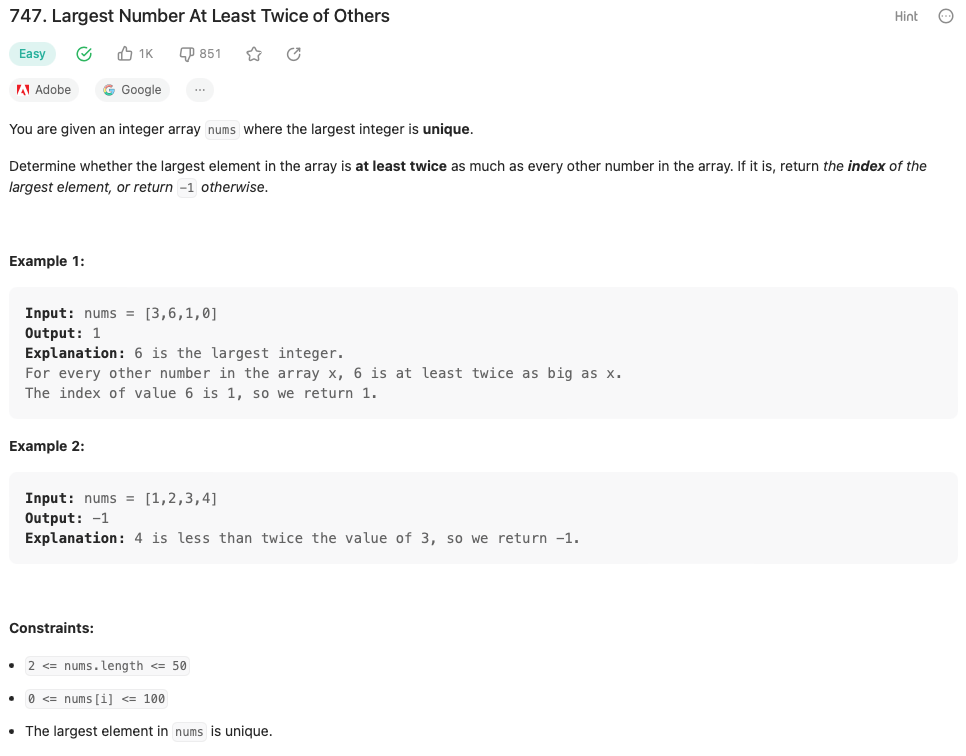 747. Largest Number At Least Twice of Others
Hint
Easy
1K
851
Adobe
Google
You are given an integer array nums where the largest integer is unique.
Determine whether the largest element in the array is at least twice as much as every other number in the array. If it is, return the index of the
largest element, or return -1 otherwise.
Example 1:
Input: nums = [3,6,1,0]
Output: 1
Explanation: 6 is the largest integer.
For every other number in the array x, 6 is at least twice as big as x.
The index of value 6 is 1, so we return 1.
Example 2:
Input: nums = [1,2,3,4]
Output: -1
Explanation: 4 is less than twice the value of 3, so we return -1.
Constraints:
• 2 <= nums.length <= 50
• 0 <= nums[i] <= 100
• The largest element in nums is unique.